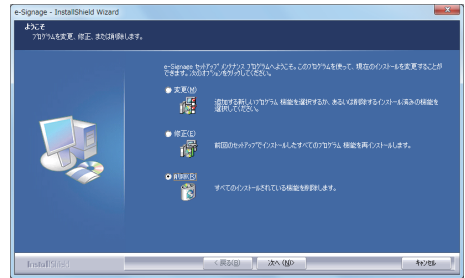 e-Signage - InstallShield Wizard
ようこそ
ﾌﾟﾛｸﾞﾗﾑを変更、修正、または削除します。
e-Signage ｾｯﾄｱｯﾌﾟ ﾒﾝﾃﾅﾝｽ ﾌﾟﾛｸﾞﾗﾑへようこそ。このﾌﾟﾛｸﾞﾗﾑを使って、現在のインストールを変更することが
できます。次のｵﾌﾟｼｮﾝをｸﾘｯｸしてください。
変更(M)
追加する新しいﾌﾟﾛｸﾞﾗﾑ 機能を選択するか、あるいは削除するインストール済みの機能を
選択してください。
修正(E)
前回のｾｯﾄｱｯﾌﾟでインストールしたすべてのﾌﾟﾛｸﾞﾗﾑ 機能を再インストールします。
削除(R)
すべてのインストールされている機能を削除します。
InstallShield
< 戻る(B)
次へ(N)>
ｷｬﾝｾﾙ